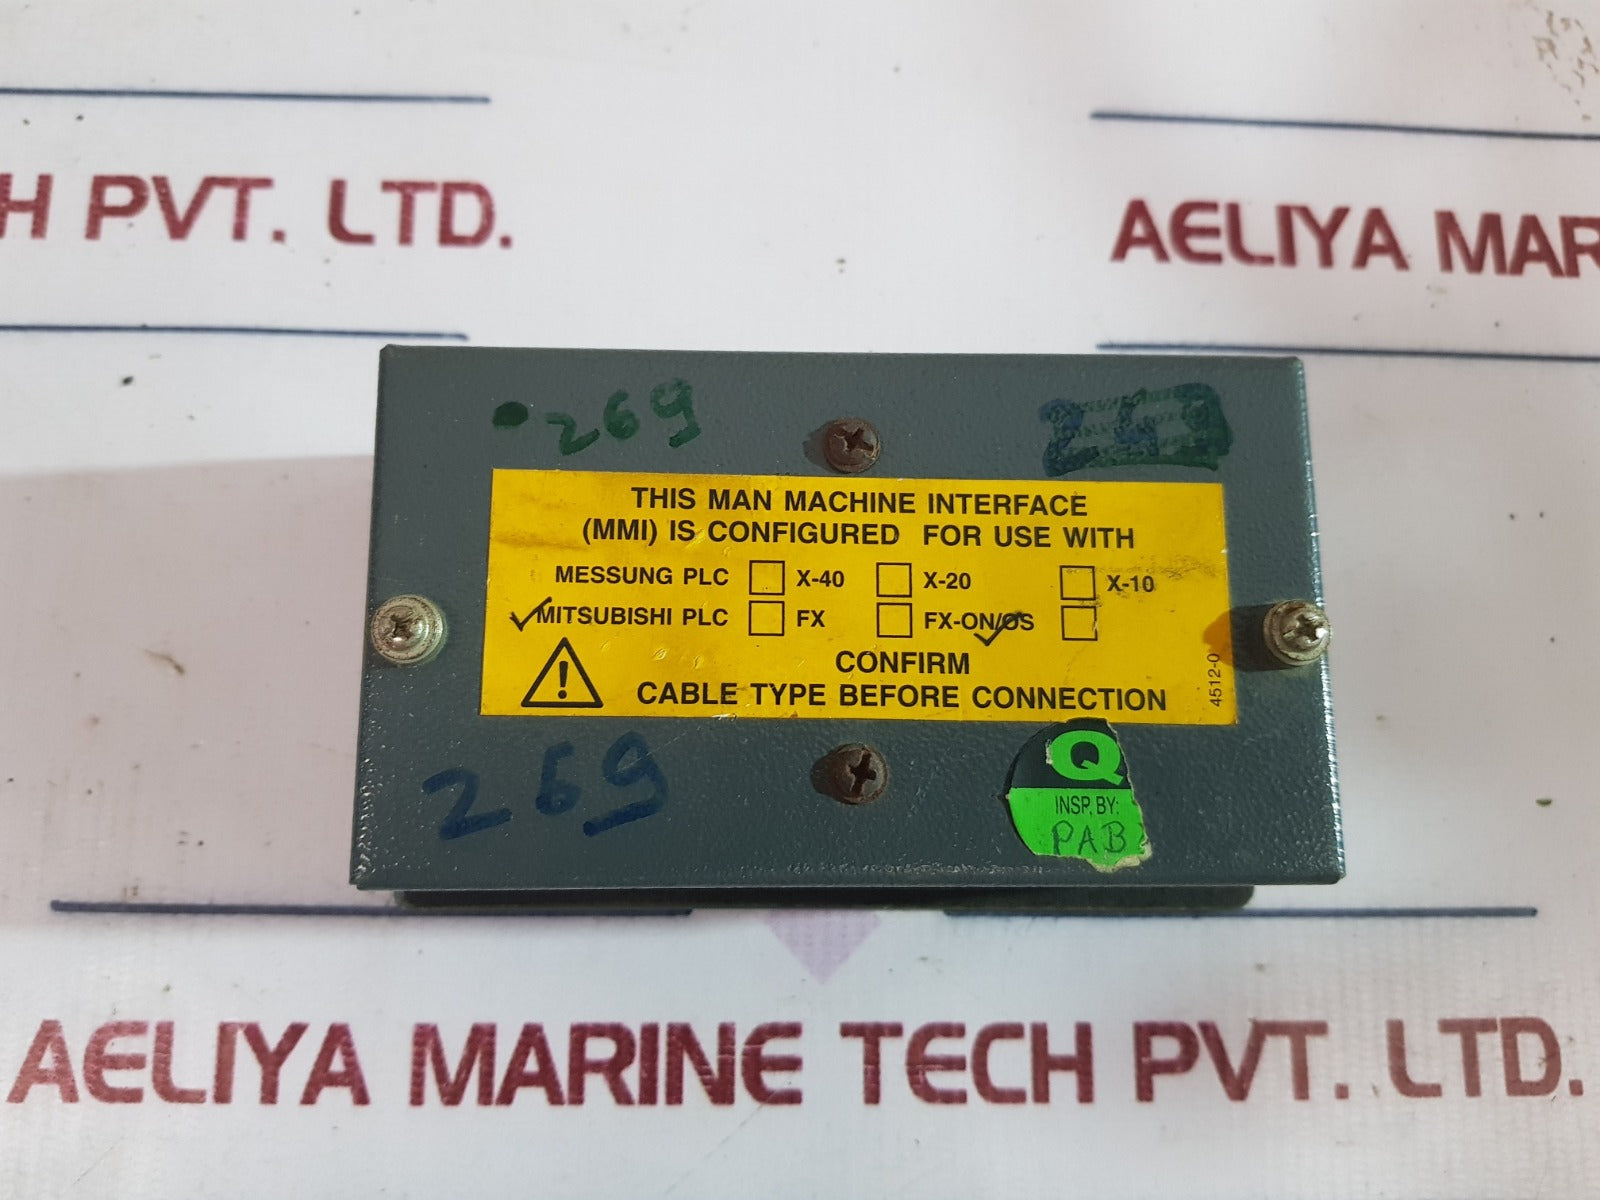 H PVT. LTD.
AELIYA MAR
269
THIS MAN MACHINE INTERFACE
(MMI) IS CONFIGURED FOR USE WITH
MESSUNG PLC X-40 X-20 X-10
MITSUBISHI PLC FX FX-ON/OS
CONFIRM
CABLE TYPE BEFORE CONNECTION
4512-0
269
Q
INSP. BY:
PAB
AELIYA MARINE TECH PVT. LTD.